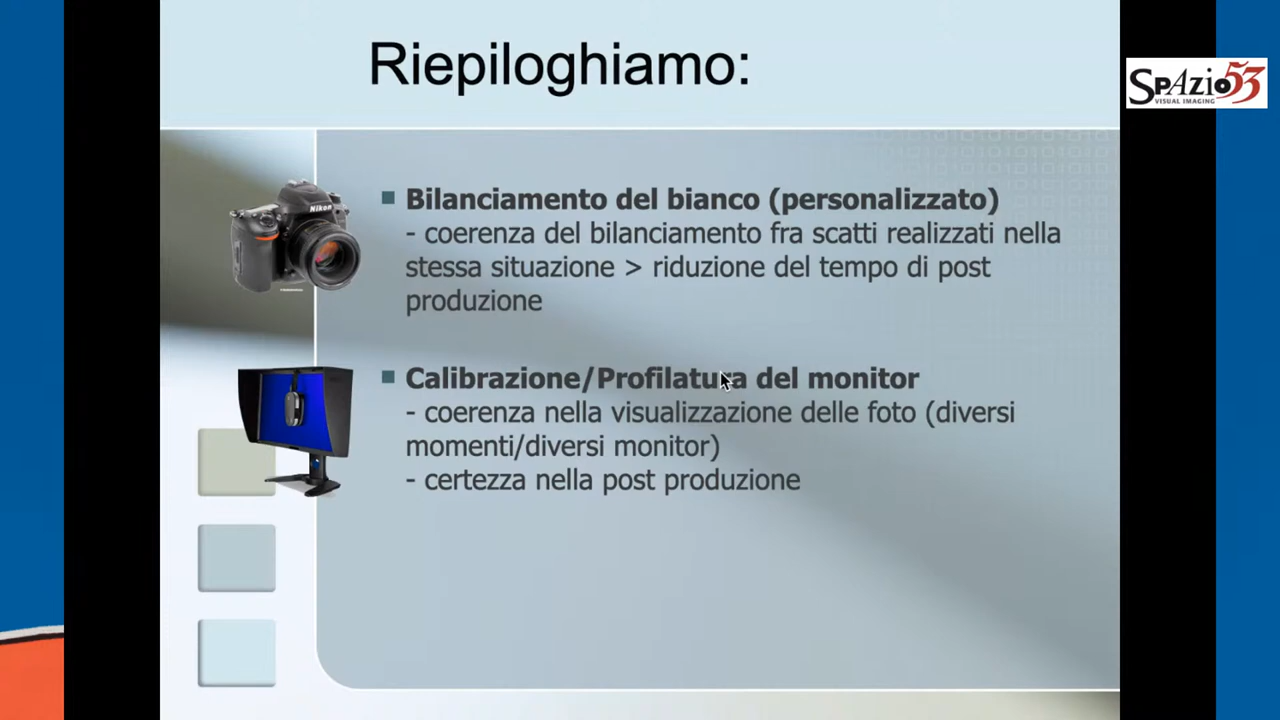 Riepiloghiamo:
SPAzio53
VISUAL IMAGING
Nikon
Bilanciamento del bianco (personalizzato)
- coerenza del bilanciamento fra scatti realizzati nella
stessa situazione > riduzione del tempo di post
produzione
Calibrazione/Profilatura del monitor
- coerenza nella visualizzazione delle foto (diversi
momenti/diversi monitor)
- certezza nella post produzione